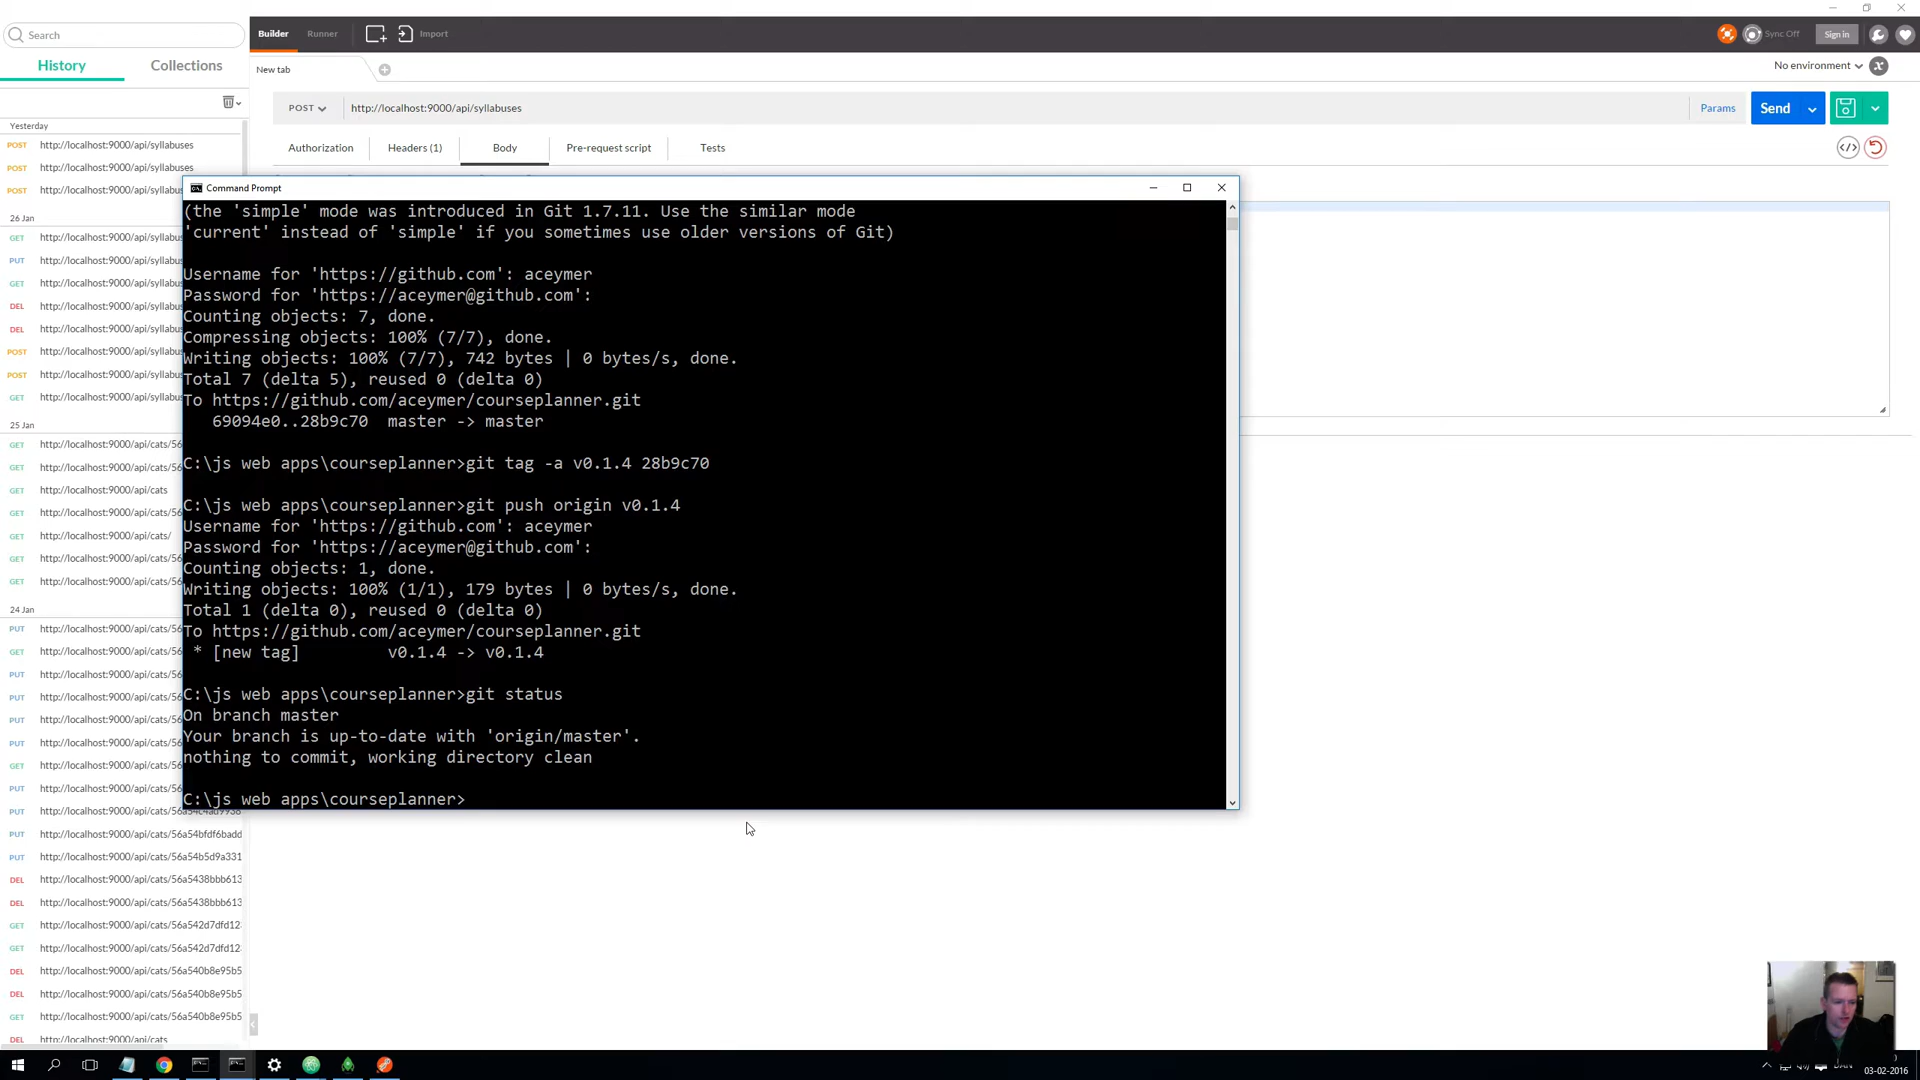 Search
Builder
Runner
Import
Sync Off
Sign in
History
Collections
New tab
No environment
POST
http://localhost:9000/api/syllabuses
Params
Send
Yesterday
Authorization
Headers (1)
Body
Pre-request script
Tests
POST http://localhost:9000/api/syllabuses
POST http://localhost:9000/api/syllabuses
POST http://localhost:9000/api/syllabus
26 Jan
GET http://localhost:9000/api/syllabus
PUT http://localhost:9000/api/syllabus
GET http://localhost:9000/api/syllabus
DEL http://localhost:9000/api/syllabus
DEL http://localhost:9000/api/syllabus
POST http://localhost:9000/api/syllabus
POST http://localhost:9000/api/syllabus
GET http://localhost:9000/api/syllabus
25 Jan
GET http://localhost:9000/api/cats/56
GET http://localhost:9000/api/cats/56
GET http://localhost:9000/api/cats
GET http://localhost:9000/api/cats/56
GET http://localhost:9000/api/cats/
GET http://localhost:9000/api/cats/56
GET http://localhost:9000/api/cats/56
24 Jan
PUT http://localhost:9000/api/cats/56
GET http://localhost:9000/api/cats/56
PUT http://localhost:9000/api/cats/56
PUT http://localhost:9000/api/cats/56
PUT http://localhost:9000/api/cats/56
PUT http://localhost:9000/api/cats/56
GET http://localhost:9000/api/cats/56
PUT http://localhost:9000/api/cats/56
PUT
PUT http://localhost:9000/api/cats/56a54bfdf6badd
PUT http://localhost:9000/api/cats/56a54b5d9a331
DEL http://localhost:9000/api/cats/56a5438bbb613
DEL http://localhost:9000/api/cats/56a5438bbb613
GET http://localhost:9000/api/cats/56a542d7dfd12
GET http://localhost:9000/api/cats/56a542d7dfd12
DEL http://localhost:9000/api/cats/56a540b8e95b5
DEL http://localhost:9000/api/cats/56a540b8e95b5
GET http://localhost:9000/api/cats/56a540b8e95b5
DEL http://localhost:9000/api/cats
Command Prompt
(the 'simple' mode was introduced in Git 1.7.11. Use the similar mode
'current' instead of 'simple' if you sometimes use older versions of Git)
Username for 'https://github.com': aceymer
Password for 'https://aceymer@github.com':
Counting objects: 7, done.
Compressing objects: 100% (7/7), done.
Writing objects: 100% (7/7), 742 bytes | 0 bytes/s, done.
Total 7 (delta 5), reused 0 (delta 0)
To https://github.com/aceymer/courseplanner.git
69094e0..28b9c70 master -> master
C:\js web apps\courseplanner>git tag -a v0.1.4 28b9c70
C:\js web apps\courseplanner>git push origin v0.1.4
Username for 'https://github.com': aceymer
Password for 'https://aceymer@github.com':
Counting objects: 1, done.
Writing objects: 100% (1/1), 179 bytes | 0 bytes/s, done.
Total 1 (delta 0), reused 0 (delta 0)
To https://github.com/aceymer/courseplanner.git
* [new tag] v0.1.4 -> v0.1.4
C:\js web apps\courseplanner>git status
On branch master
Your branch is up-to-date with 'origin/master'.
nothing to commit, working directory clean
C:\js web apps\courseplanner>
03-02-2016